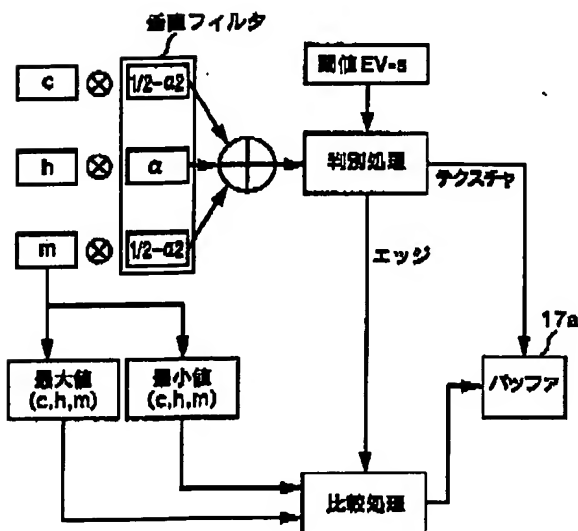 垂直フィルタ
c ⊗ 1/2-α2
閾値 EV=s
h ⊗ α
判別処理
テクスチャ
m ⊗ 1/2-α2
エッジ
17a
最大値
(c,h,m)
最小値
(c,h,m)
バッファ
比較処理